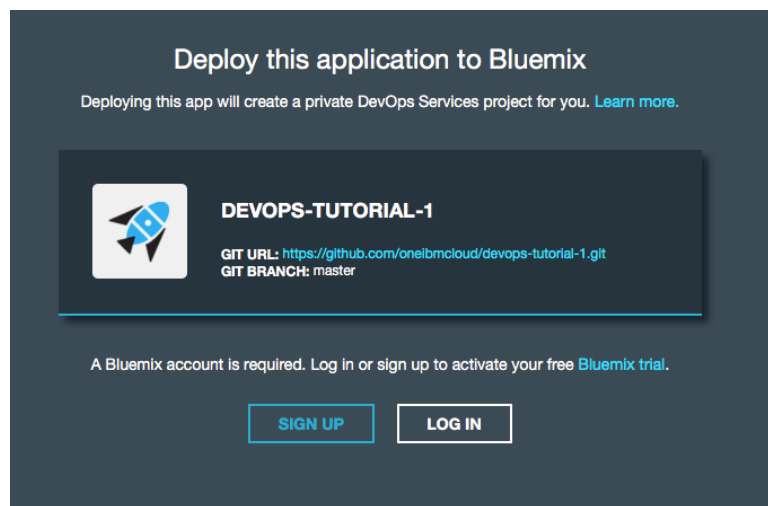 Deploy this application to Bluemix
Deploying this app will create a private DevOps Services project for you. Learn more.
DEVOPS-TUTORIAL-1
GIT URL: https://github.com/oneibmcloud/devops-tutorial-1.git
GIT BRANCH: master
A Bluemix account is required. Log in or sign up to activate your free Bluemix trial.
SIGN UP LOG IN